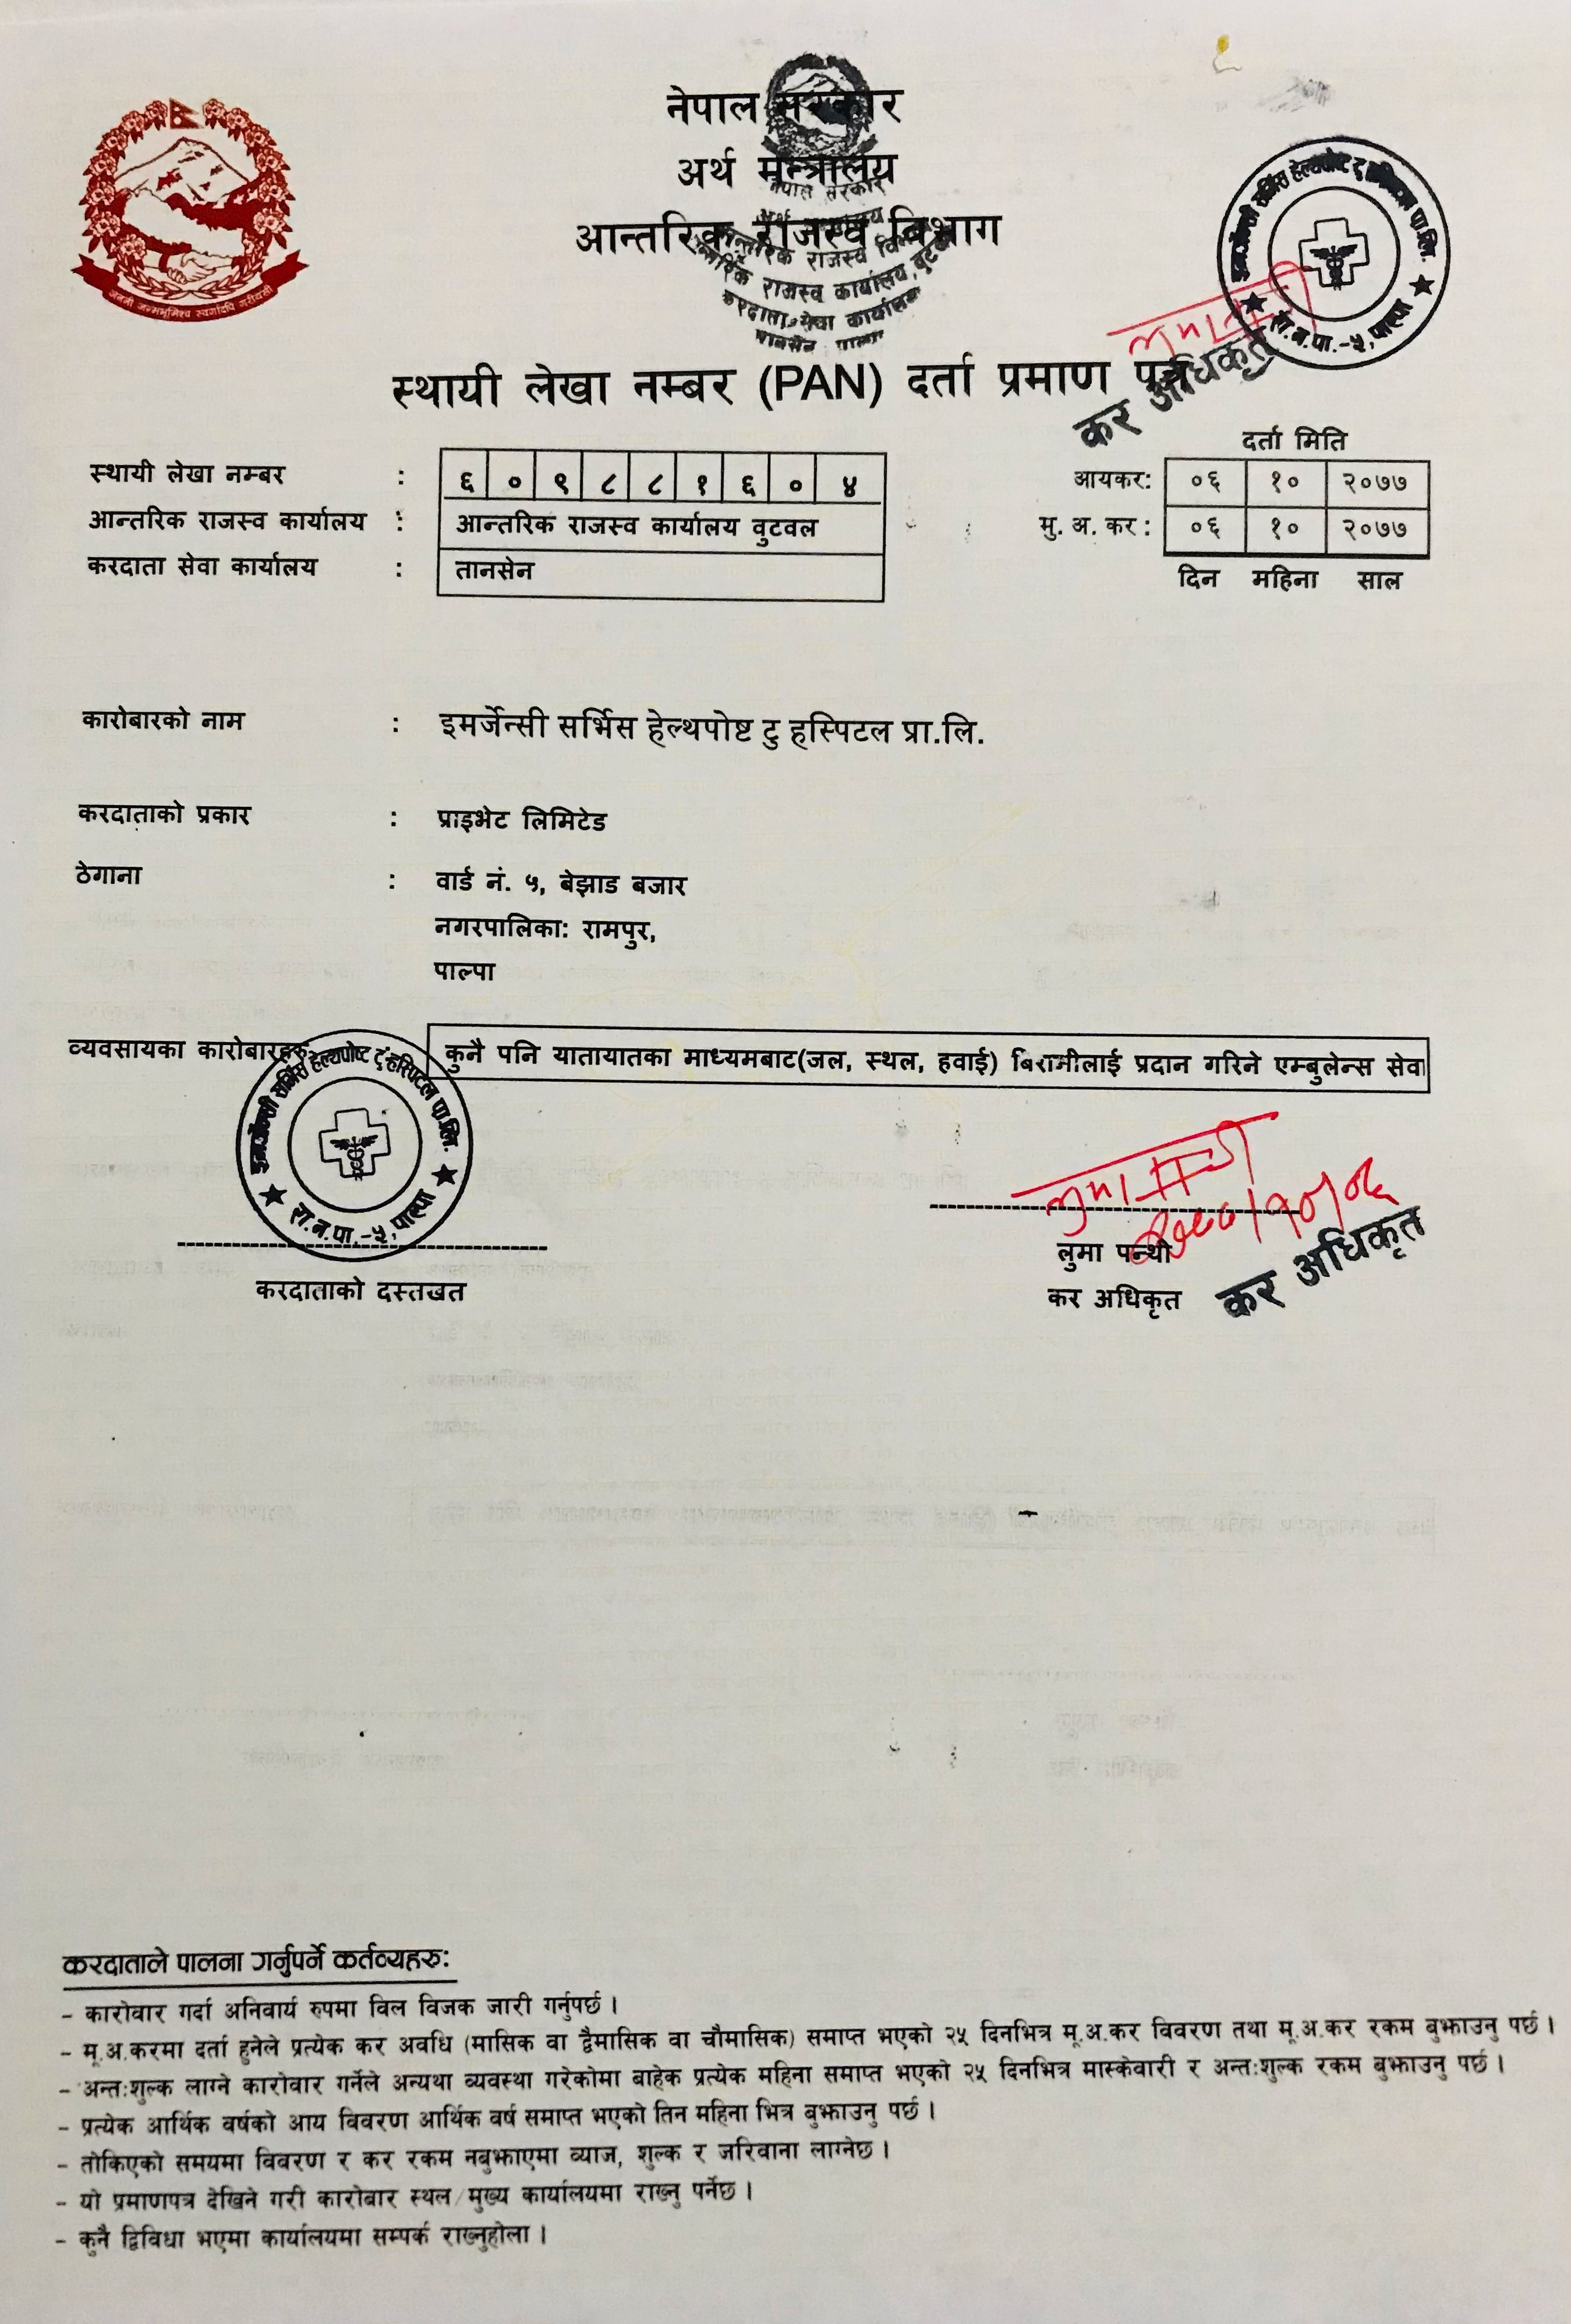 नेपाल सरकार
अर्थ मन्त्रालय
आन्तरिक राजस्व विभाग
नेपाल सरकार
अर्थ मन्त्रालय
आन्तरिक राजस्व विभाग
आन्तरिक राजस्व कार्यालय, बुटवल
करदाता सेवा कार्यालय
तानसेन पाल्पा
जननी जन्मभूमिश्च स्वर्गादपि गरीयसी
इमर्जेन्सी सर्भिस हेल्थपोष्ट टु हस्पिटल प्रा.लि.
रा.न.पा.-५, पाल्पा
कर अधिकृत
स्थायी लेखा नम्बर (PAN) दर्ता प्रमाण पत्र
दर्ता मिति
स्थायी लेखा नम्बर : ६ ० ९ ८ ८ १ ६ ० ४
आयकर: ०६ १० २०७७
आन्तरिक राजस्व कार्यालय : आन्तरिक राजस्व कार्यालय वुटवल
मु. अ. कर : ०६ १० २०७७
करदाता सेवा कार्यालय : तानसेन
दिन महिना साल
कारोबारको नाम : इमर्जेन्सी सर्भिस हेल्थपोष्ट टु हस्पिटल प्रा.लि.
करदाताको प्रकार : प्राइभेट लिमिटेड
ठेगाना : वार्ड नं. ५, बेझाड बजार
नगरपालिका: रामपुर,
पाल्पा
व्यवसायका कारोबारहरु : कुनै पनि यातायातका माध्यमबाट(जल, स्थल, हवाई) बिरामीलाई प्रदान गरिने एम्बुलेन्स सेवा
इमर्जेन्सी सर्भिस हेल्थपोष्ट टु हस्पिटल प्रा.लि.
रा.न.पा.-५, पाल्पा
२०७७/१०/०६
लुमा पन्थी
करदाताको दस्तखत
कर अधिकृत
कर अधिकृत
करदाताले पालना गर्नुपर्ने कर्तव्यहरु:
- कारोवार गर्दा अनिवार्य रुपमा विल विजक जारी गर्नुपर्छ ।
- मू.अ.करमा दर्ता हुनेले प्रत्येक कर अवधि (मासिक वा द्वैमासिक वा चौमासिक) समाप्त भएको २५ दिनभित्र मू.अ.कर विवरण तथा मू.अ.कर रकम बुझाउनु पर्छ ।
- अन्तःशुल्क लाग्ने कारोवार गर्नेले अन्यथा व्यवस्था गरेकोमा बाहेक प्रत्येक महिना समाप्त भएको २५ दिनभित्र मास्केवारी र अन्तःशुल्क रकम बुझाउनु पर्छ ।
- प्रत्येक आर्थिक वर्षको आय विवरण आर्थिक वर्ष समाप्त भएको तिन महिना भित्र बुझाउनु पर्छ ।
- तोकिएको समयमा विवरण र कर रकम नबुझाएमा व्याज, शुल्क र जरिवाना लाग्नेछ ।
- यो प्रमाणपत्र देखिने गरी कारोबार स्थल/मुख्य कार्यालयमा राख्नु पर्नेछ ।
- कुनै द्विविधा भएमा कार्यालयमा सम्पर्क राख्नुहोला ।